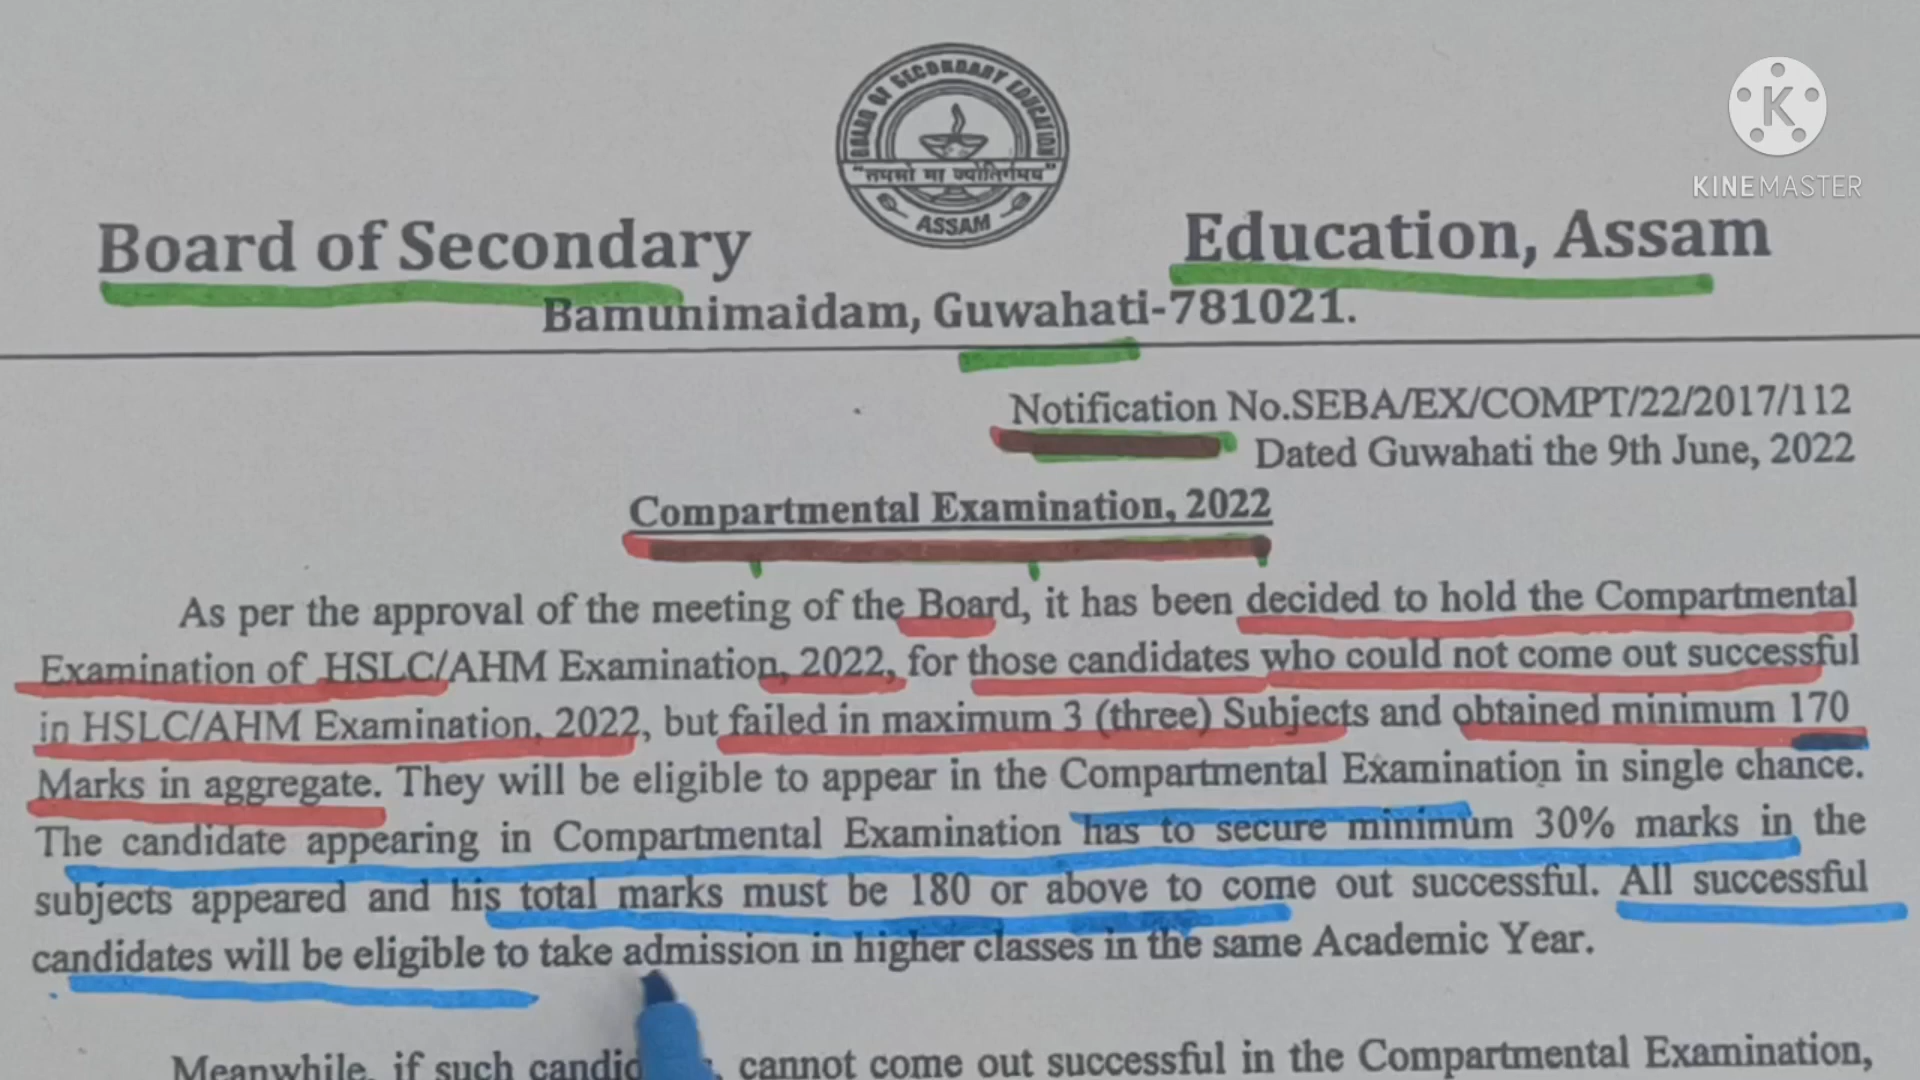 BOARD OF SECONDARY EDUCATION
"तमसो मा ज्योतिर्गमय"
ASSAM
K
KINEMASTER
Board of Secondary Education, Assam
Bamunimaidam, Guwahati-781021.
Notification No.SEBA/EX/COMPT/22/2017/112
Dated Guwahati the 9th June, 2022
Compartmental Examination, 2022
As per the approval of the meeting of the Board, it has been decided to hold the Compartmental
Examination of HSLC/AHM Examination, 2022, for those candidates who could not come out successful
in HSLC/AHM Examination, 2022, but failed in maximum 3 (three) Subjects and obtained minimum 170
Marks in aggregate. They will be eligible to appear in the Compartmental Examination in single chance.
The candidate appearing in Compartmental Examination has to secure minimum 30% marks in the
subjects appeared and his total marks must be 180 or above to come out successful. All successful
candidates will be eligible to take admission in higher classes in the same Academic Year.
Meanwhile, if such cannot come out successful in the Compartmental Examination,